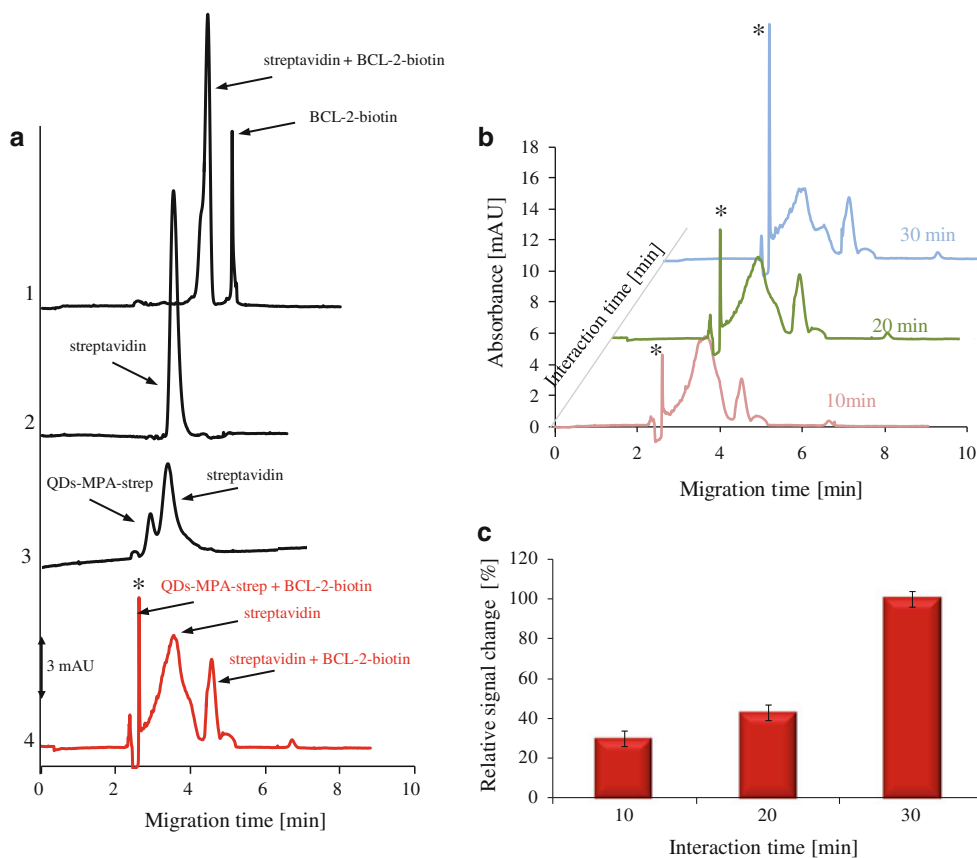 a
streptavidin + BCL-2-biotin
BCL-2-biotin
1
streptavidin
2
QDs-MPA-strep
streptavidin
3
*
QDs-MPA-strep + BCL-2-biotin
streptavidin
3 mAU
streptavidin + BCL-2-biotin
4
0 2 4 6 8 10
Migration time [min]
b
*
18
16
14
12
10
8
6
4
2
0
Absorbance [mAU]
Interaction time [min]
30 min
*
20 min
*
10min
2 4 6 8 10
Migration time [min]
c
120
100
80
60
40
20
0
Relative signal change [%]
10 20 30
Interaction time [min]